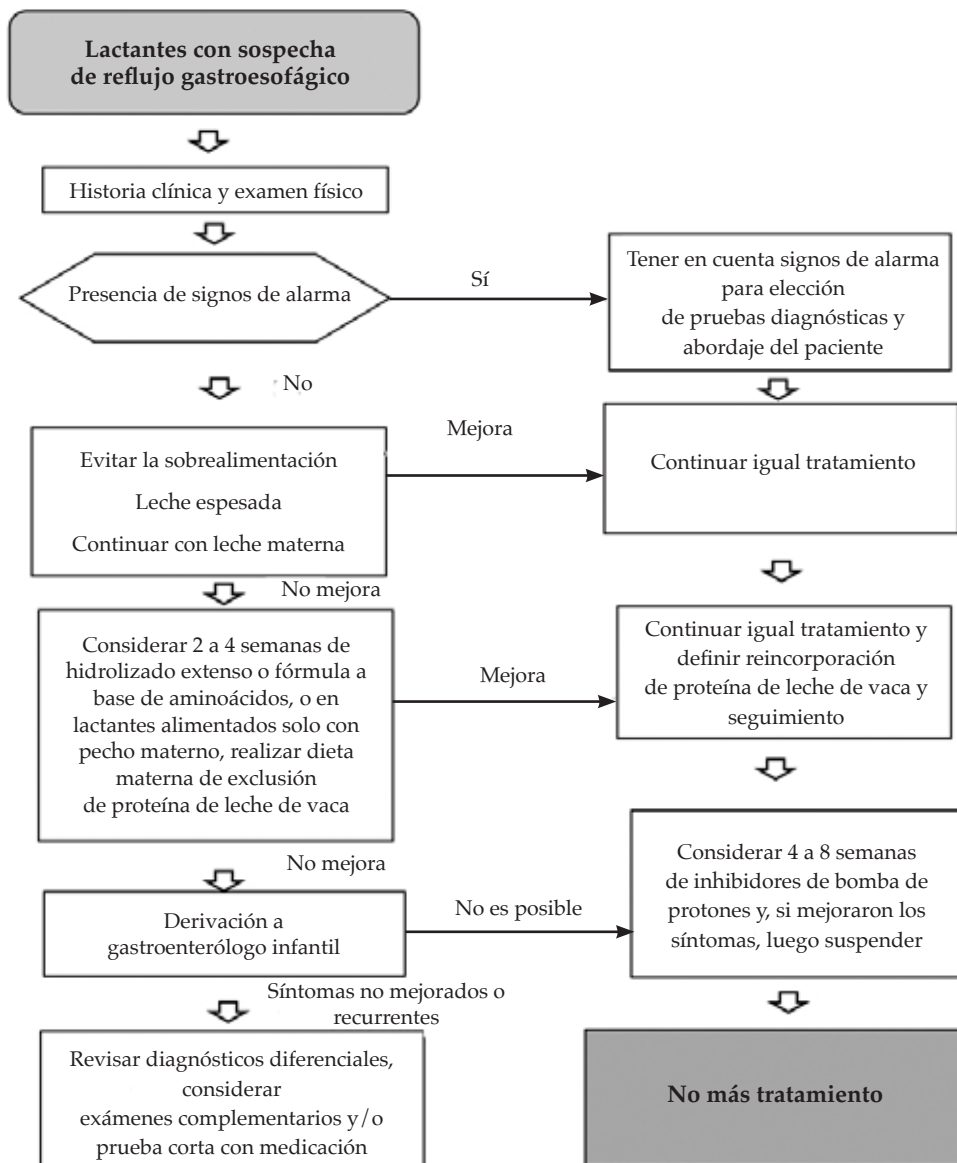 Lactantes con sospecha
de reflujo gastroesofágico
Historia clínica y examen físico
Presencia de signos de alarma
Sí
Tener en cuenta signos de alarma
para elección
de pruebas diagnósticas y
abordaje del paciente
No
Evitar la sobrealimentación
Leche espesada
Continuar con leche materna
Mejora
Continuar igual tratamiento
No mejora
Considerar 2 a 4 semanas de
hidrolizado extenso o fórmula a
base de aminoácidos, o en
lactantes alimentados solo con
pecho materno, realizar dieta
materna de exclusión
de proteína de leche de vaca
Mejora
Continuar igual tratamiento y
definir reincorporación
de proteína de leche de vaca y
seguimiento
No mejora
Derivación a
gastroenterólogo infantil
No es posible
Considerar 4 a 8 semanas
de inhibidores de bomba de
protones y, si mejoraron los
síntomas, luego suspender
Síntomas no mejorados o
recurrentes
Revisar diagnósticos diferenciales,
considerar
exámenes complementarios y/o
prueba corta con medicación
No más tratamiento